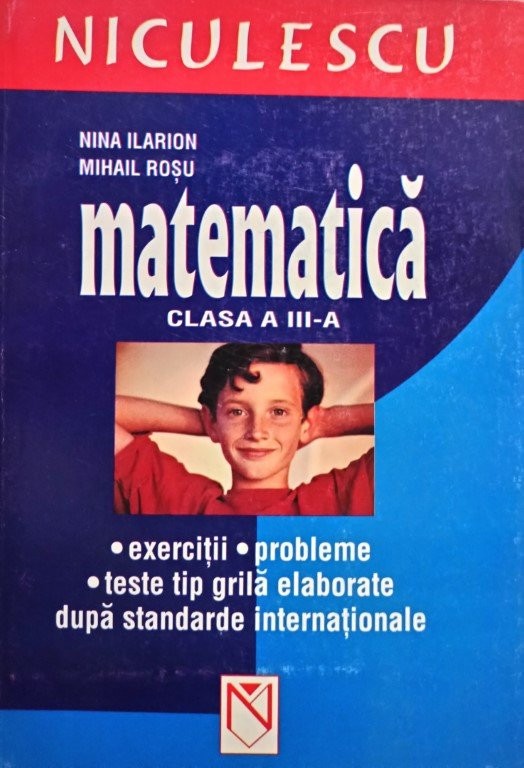 NICULESCU
NINA ILARION
MIHAIL ROȘU
matematică
CLASA A III-A
• exerciții • probleme
• teste tip grilă elaborate
după standarde internaționale